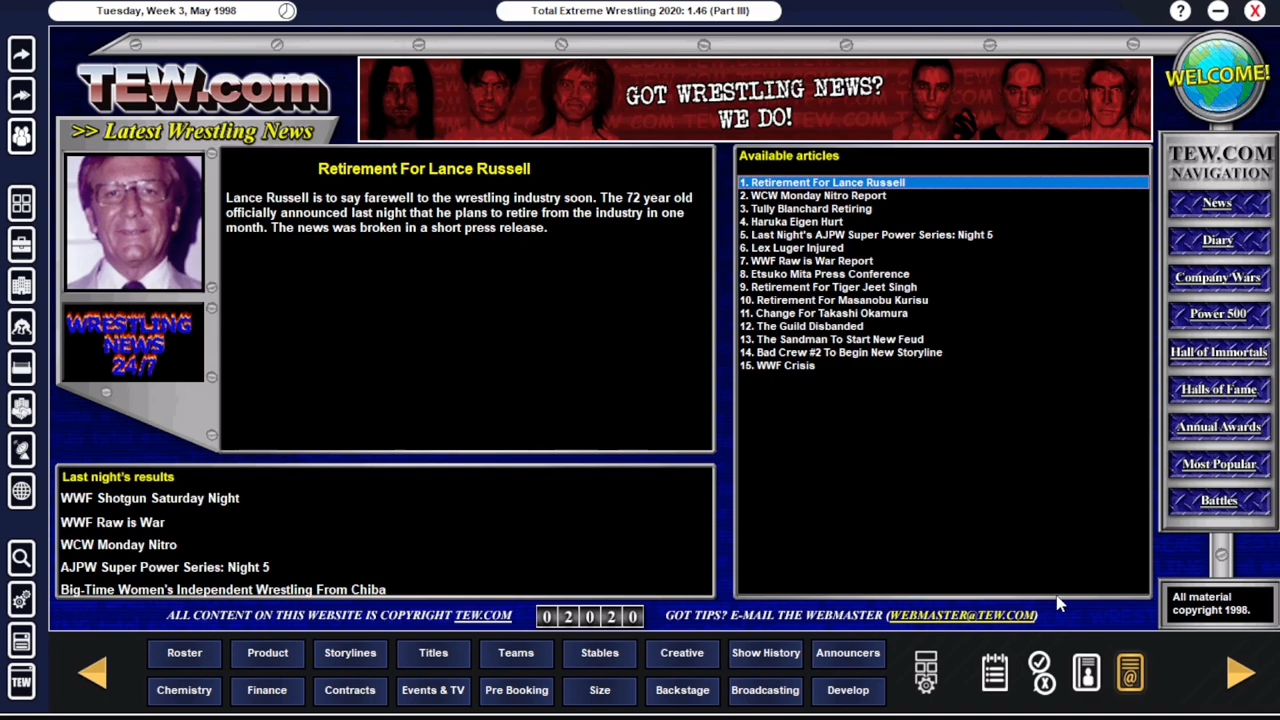 Tuesday, Week 3, May 1998
Total Extreme Wrestling 2020: 1.46 (Part III)
?
X
TEW.com
>> Latest Wrestling News
GOT WRESTLING NEWS?
WE DO!
WELCOME!
Retirement For Lance Russell
Lance Russell is to say farewell to the wrestling industry soon. The 72 year old
officially announced last night that he plans to retire from the industry in one
month. The news was broken in a short press release.
WRESTLING
NEWS
24/7
Available articles
1. Retirement For Lance Russell
2. WCW Monday Nitro Report
3. Tully Blanchard Retiring
4. Haruka Eigen Hurt
5. Last Night's AJPW Super Power Series: Night 5
6. Lex Luger Injured
7. WWF Raw is War Report
8. Etsuko Mita Press Conference
9. Retirement For Tiger Jeet Singh
10. Retirement For Masanobu Kurisu
11. Change For Takashi Okamura
12. The Guild Disbanded
13. The Sandman To Start New Feud
14. Bad Crew #2 To Begin New Storyline
15. WWF Crisis
TEW.COM
NAVIGATION
News
Diary
Company Wars
Power 500
Hall of Immortals
Halls of Fame
Annual Awards
Most Popular
Battles
All material
copyright 1998.
Last night's results
WWF Shotgun Saturday Night
WWF Raw is War
WCW Monday Nitro
AJPW Super Power Series: Night 5
Big-Time Women's Independent Wrestling From Chiba
ALL CONTENT ON THIS WEBSITE IS COPYRIGHT TEW.COM
0 2 0 2 0
GOT TIPS? E-MAIL THE WEBMASTER (WEBMASTER@TEW.COM)
TEW
Roster Product Storylines Titles Teams Stables Creative Show History Announcers
Chemistry Finance Contracts Events & TV Pre Booking Size Backstage Broadcasting Develop
@